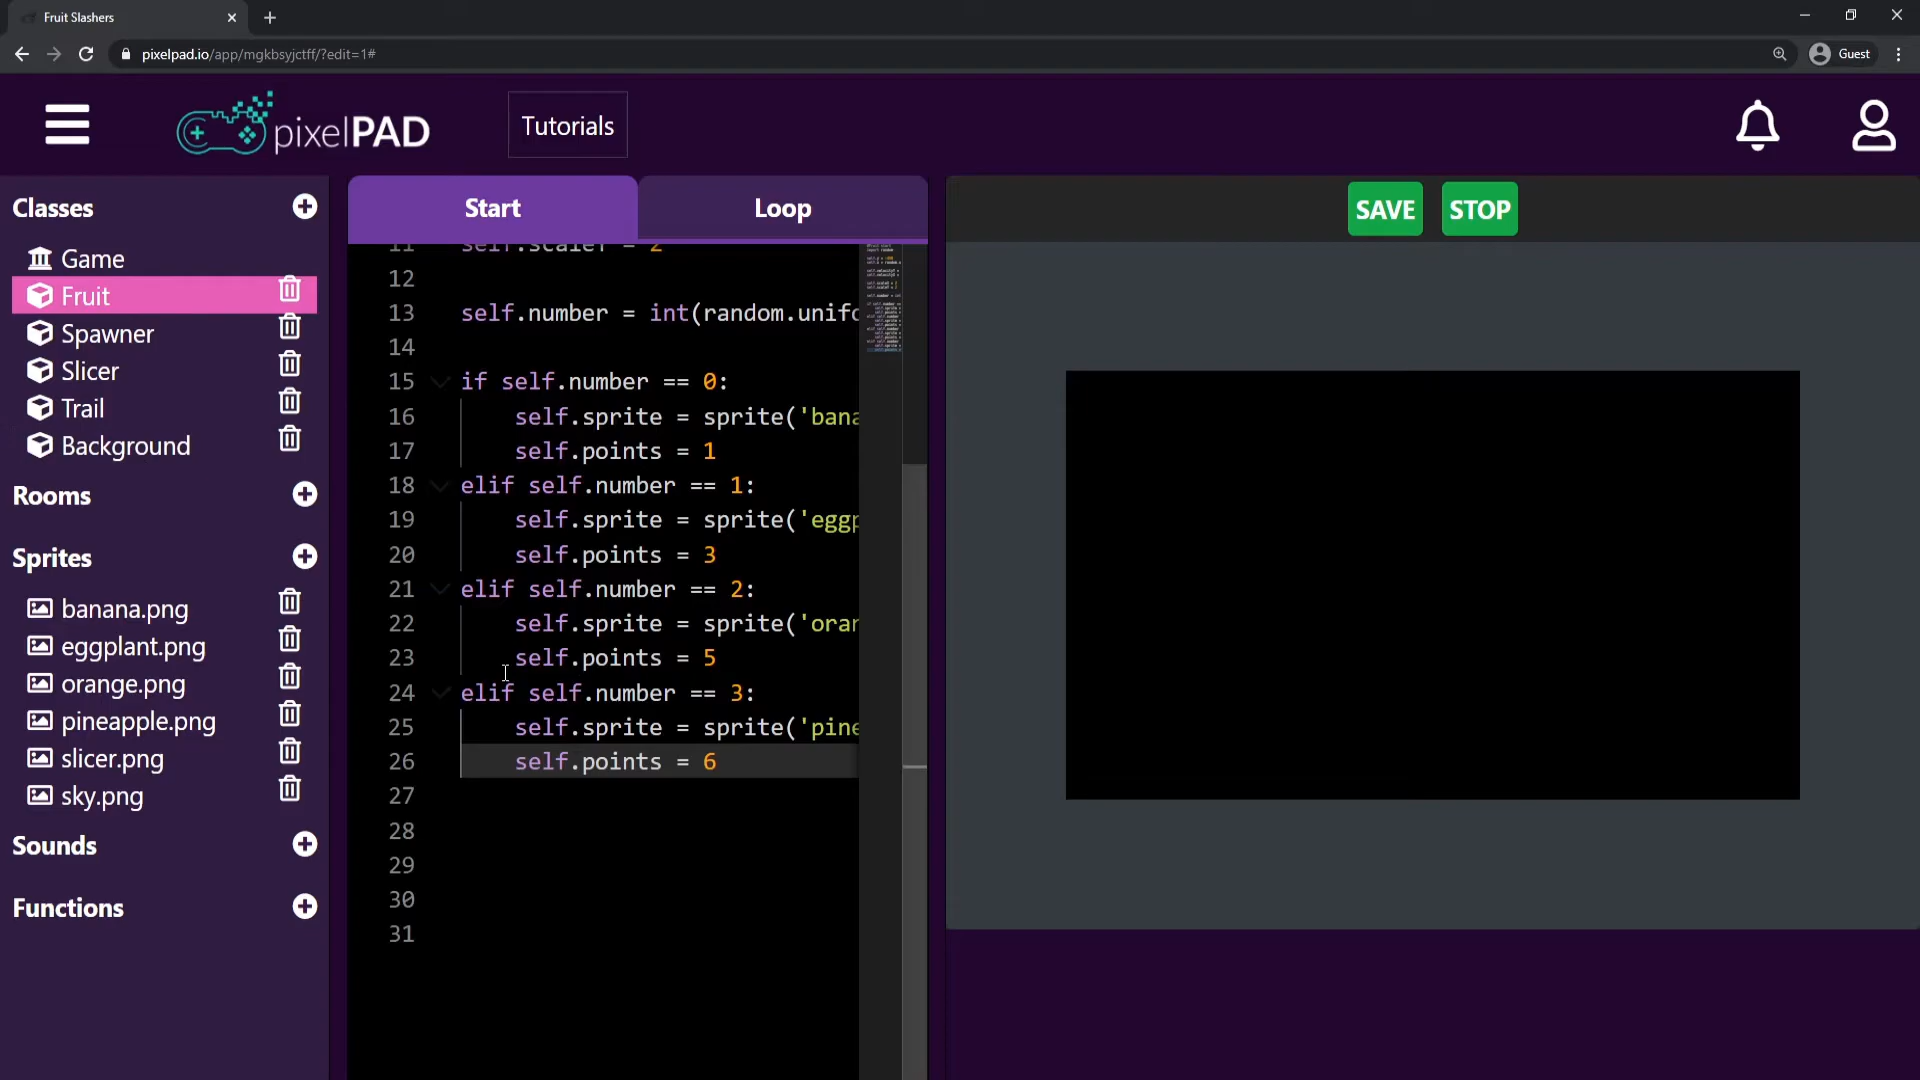 Fruit Slashers
pixelpad.io/app/mgkbsyjctff/?edit=1#
Guest
pixelPAD
Tutorials
Classes
Game
Fruit
Spawner
Slicer
Trail
Background
Rooms
Sprites
banana.png
eggplant.png
orange.png
pineapple.png
slicer.png
sky.png
Sounds
Functions
Start
Loop
11 self.scaleY = 2
12
13 self.number = int(random.unifo
14
15 if self.number == 0:
16 self.sprite = sprite('bana
17 self.points = 1
18 elif self.number == 1:
19 self.sprite = sprite('eggp
20 self.points = 3
21 elif self.number == 2:
22 self.sprite = sprite('oran
23 self.points = 5
24 elif self.number == 3:
25 self.sprite = sprite('pine
26 self.points = 6
27
28
29
30
31
SAVE
STOP